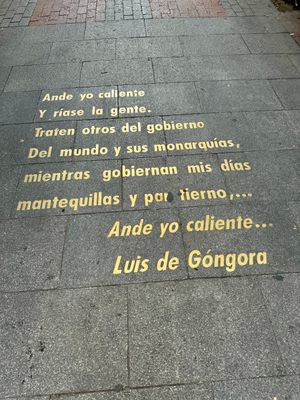 Ande yo caliente
Y ríase la gente.
Traten otros del gobierno
Del mundo y sus monarquías,
mientras gobiernan mis días
mantequillas y pan tierno,...
Ande yo caliente...
Luis de Góngora